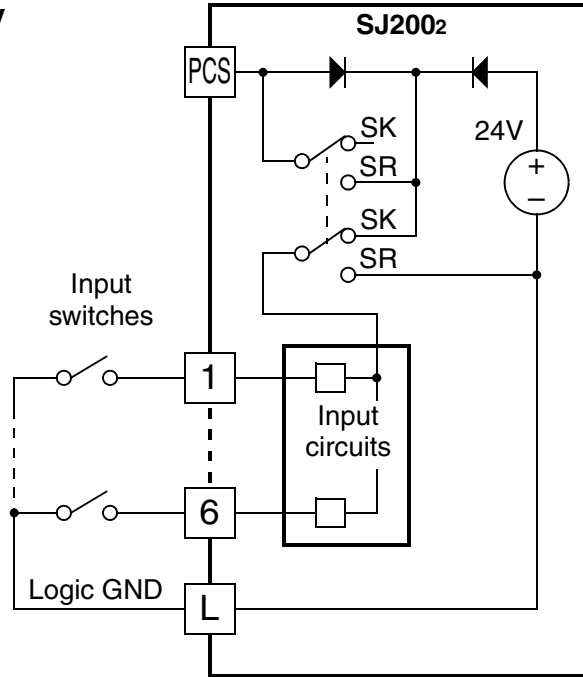 y
SJ2002
PCS
SK
24V
SR
+
–
SK
SR
Input
switches
1
Input
circuits
6
Logic GND
L